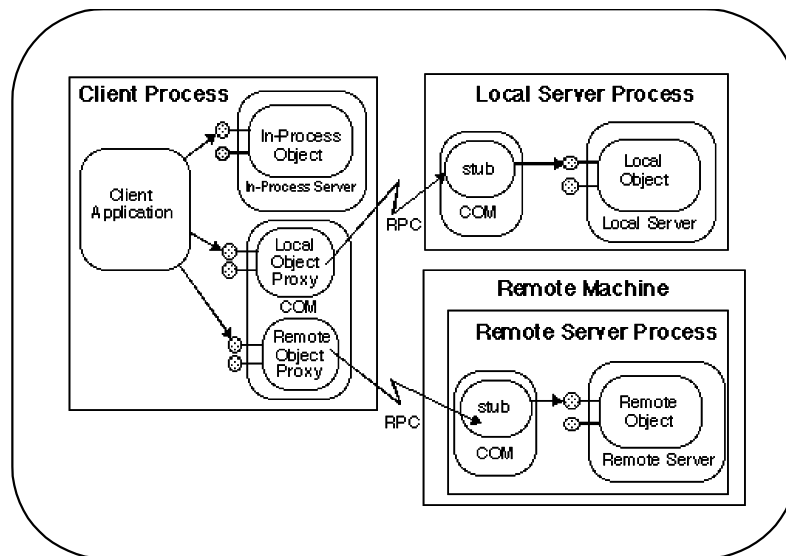 Client Process
In-Process
Object
In-Process Server
Client
Application
Local
Object
Proxy
COM
Remote
Object
Proxy
RPC
RPC
Local Server Process
stub
COM
Local
Object
Local Server
Remote Machine
Remote Server Process
stub
COM
Remote
Object
Remote Server